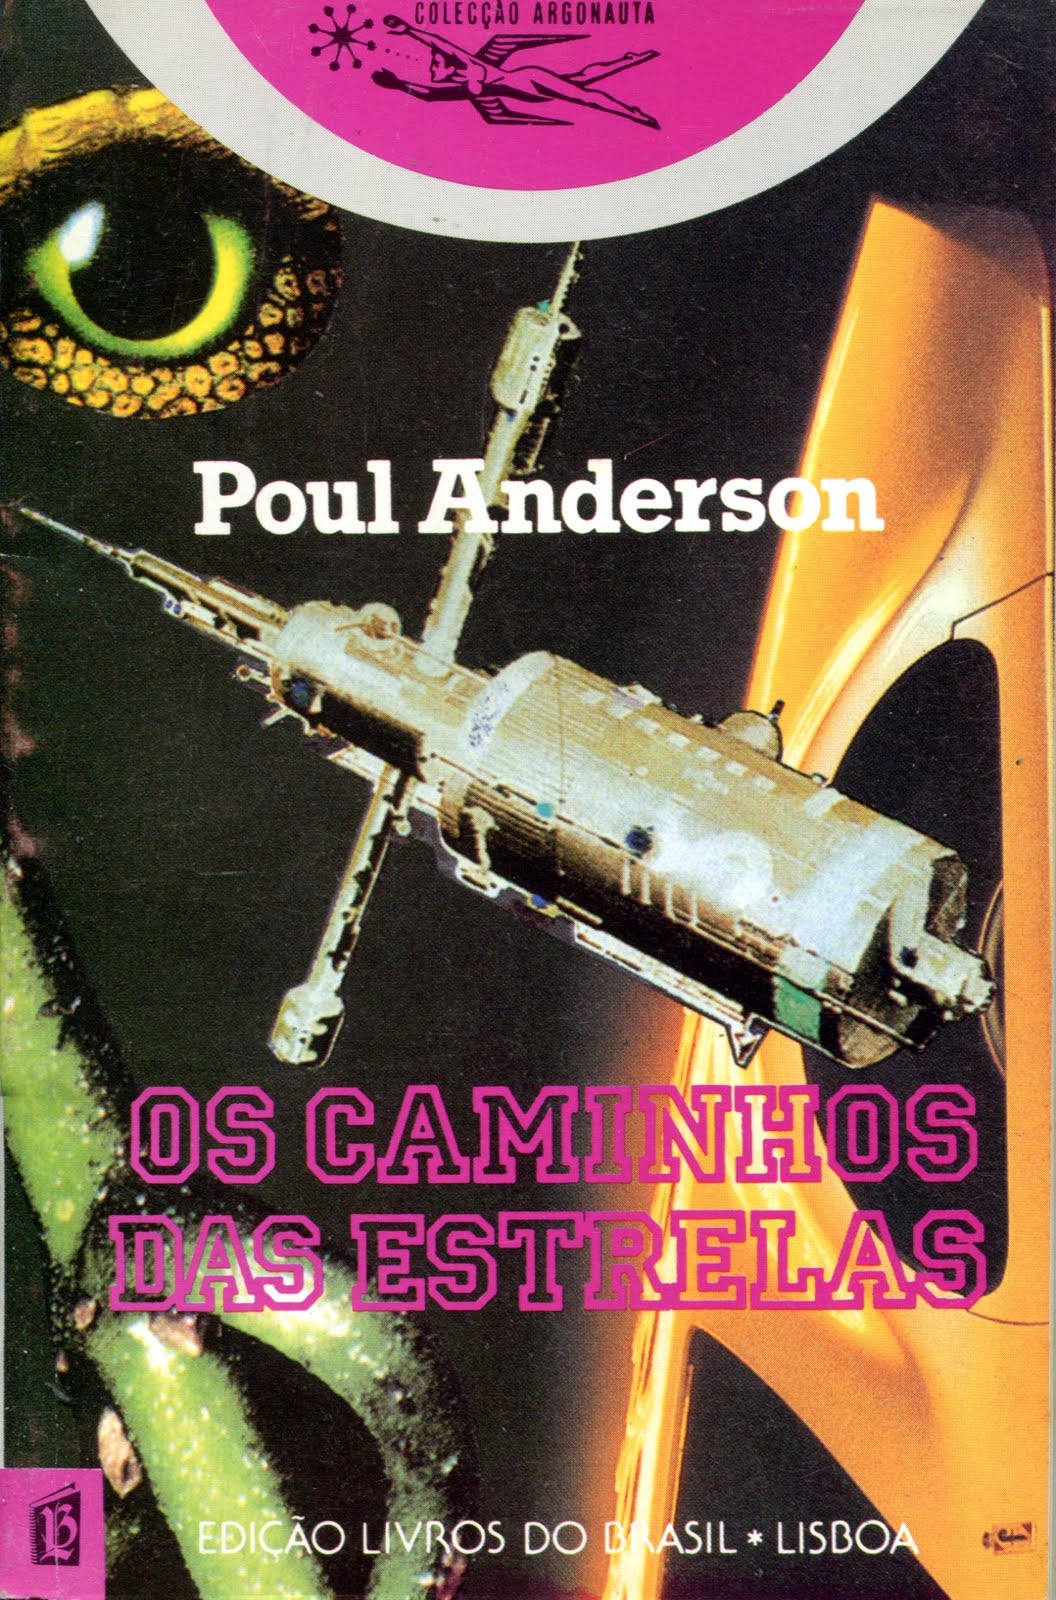 COLECÇÃO ARGONAUTA
Poul Anderson
OS CAMINHOS
DAS ESTRELAS
EDIÇÃO LIVROS DO BRASIL * LISBOA